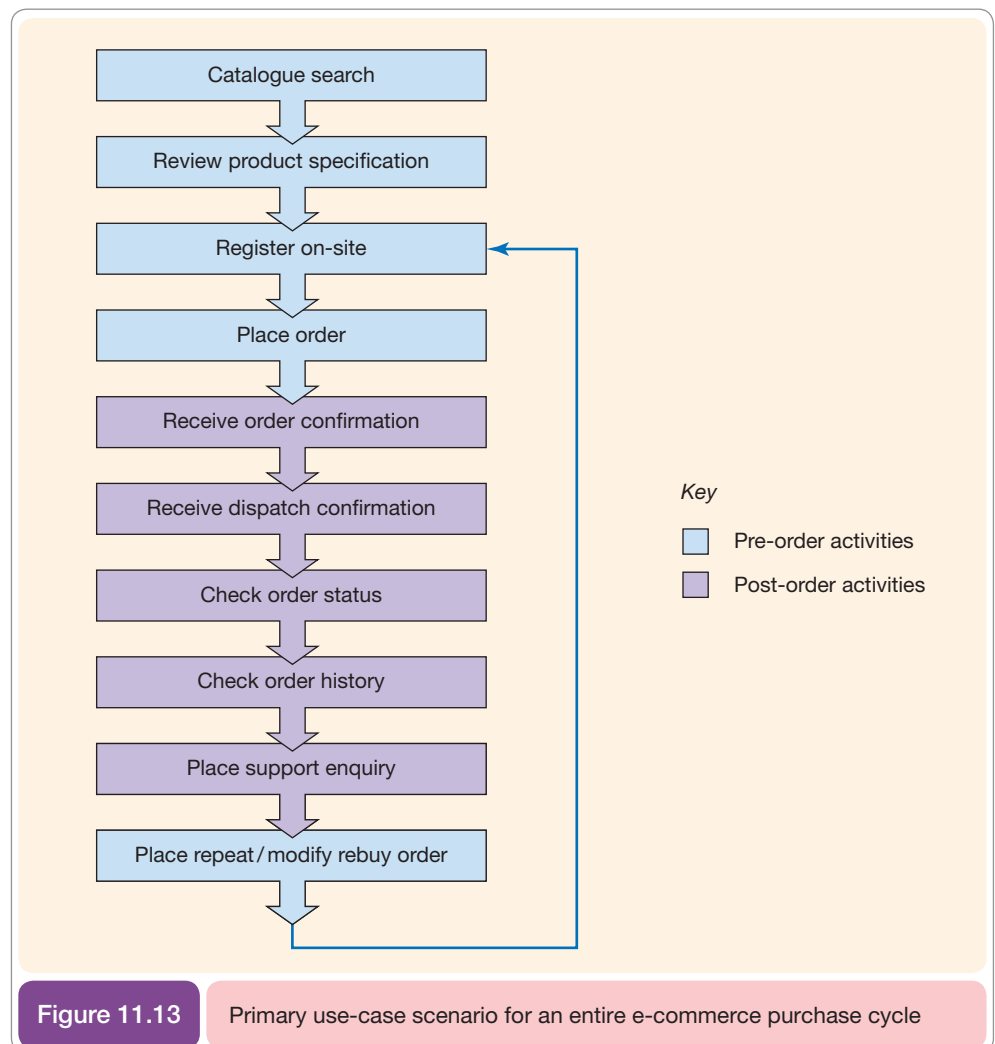 Catalogue search
Review product specification
Register on-site
Place order
Receive order confirmation
Receive dispatch confirmation
Check order status
Check order history
Place support enquiry
Place repeat/modify rebuy order
Key
Pre-order activities
Post-order activities
Figure 11.13
Primary use-case scenario for an entire e-commerce purchase cycle